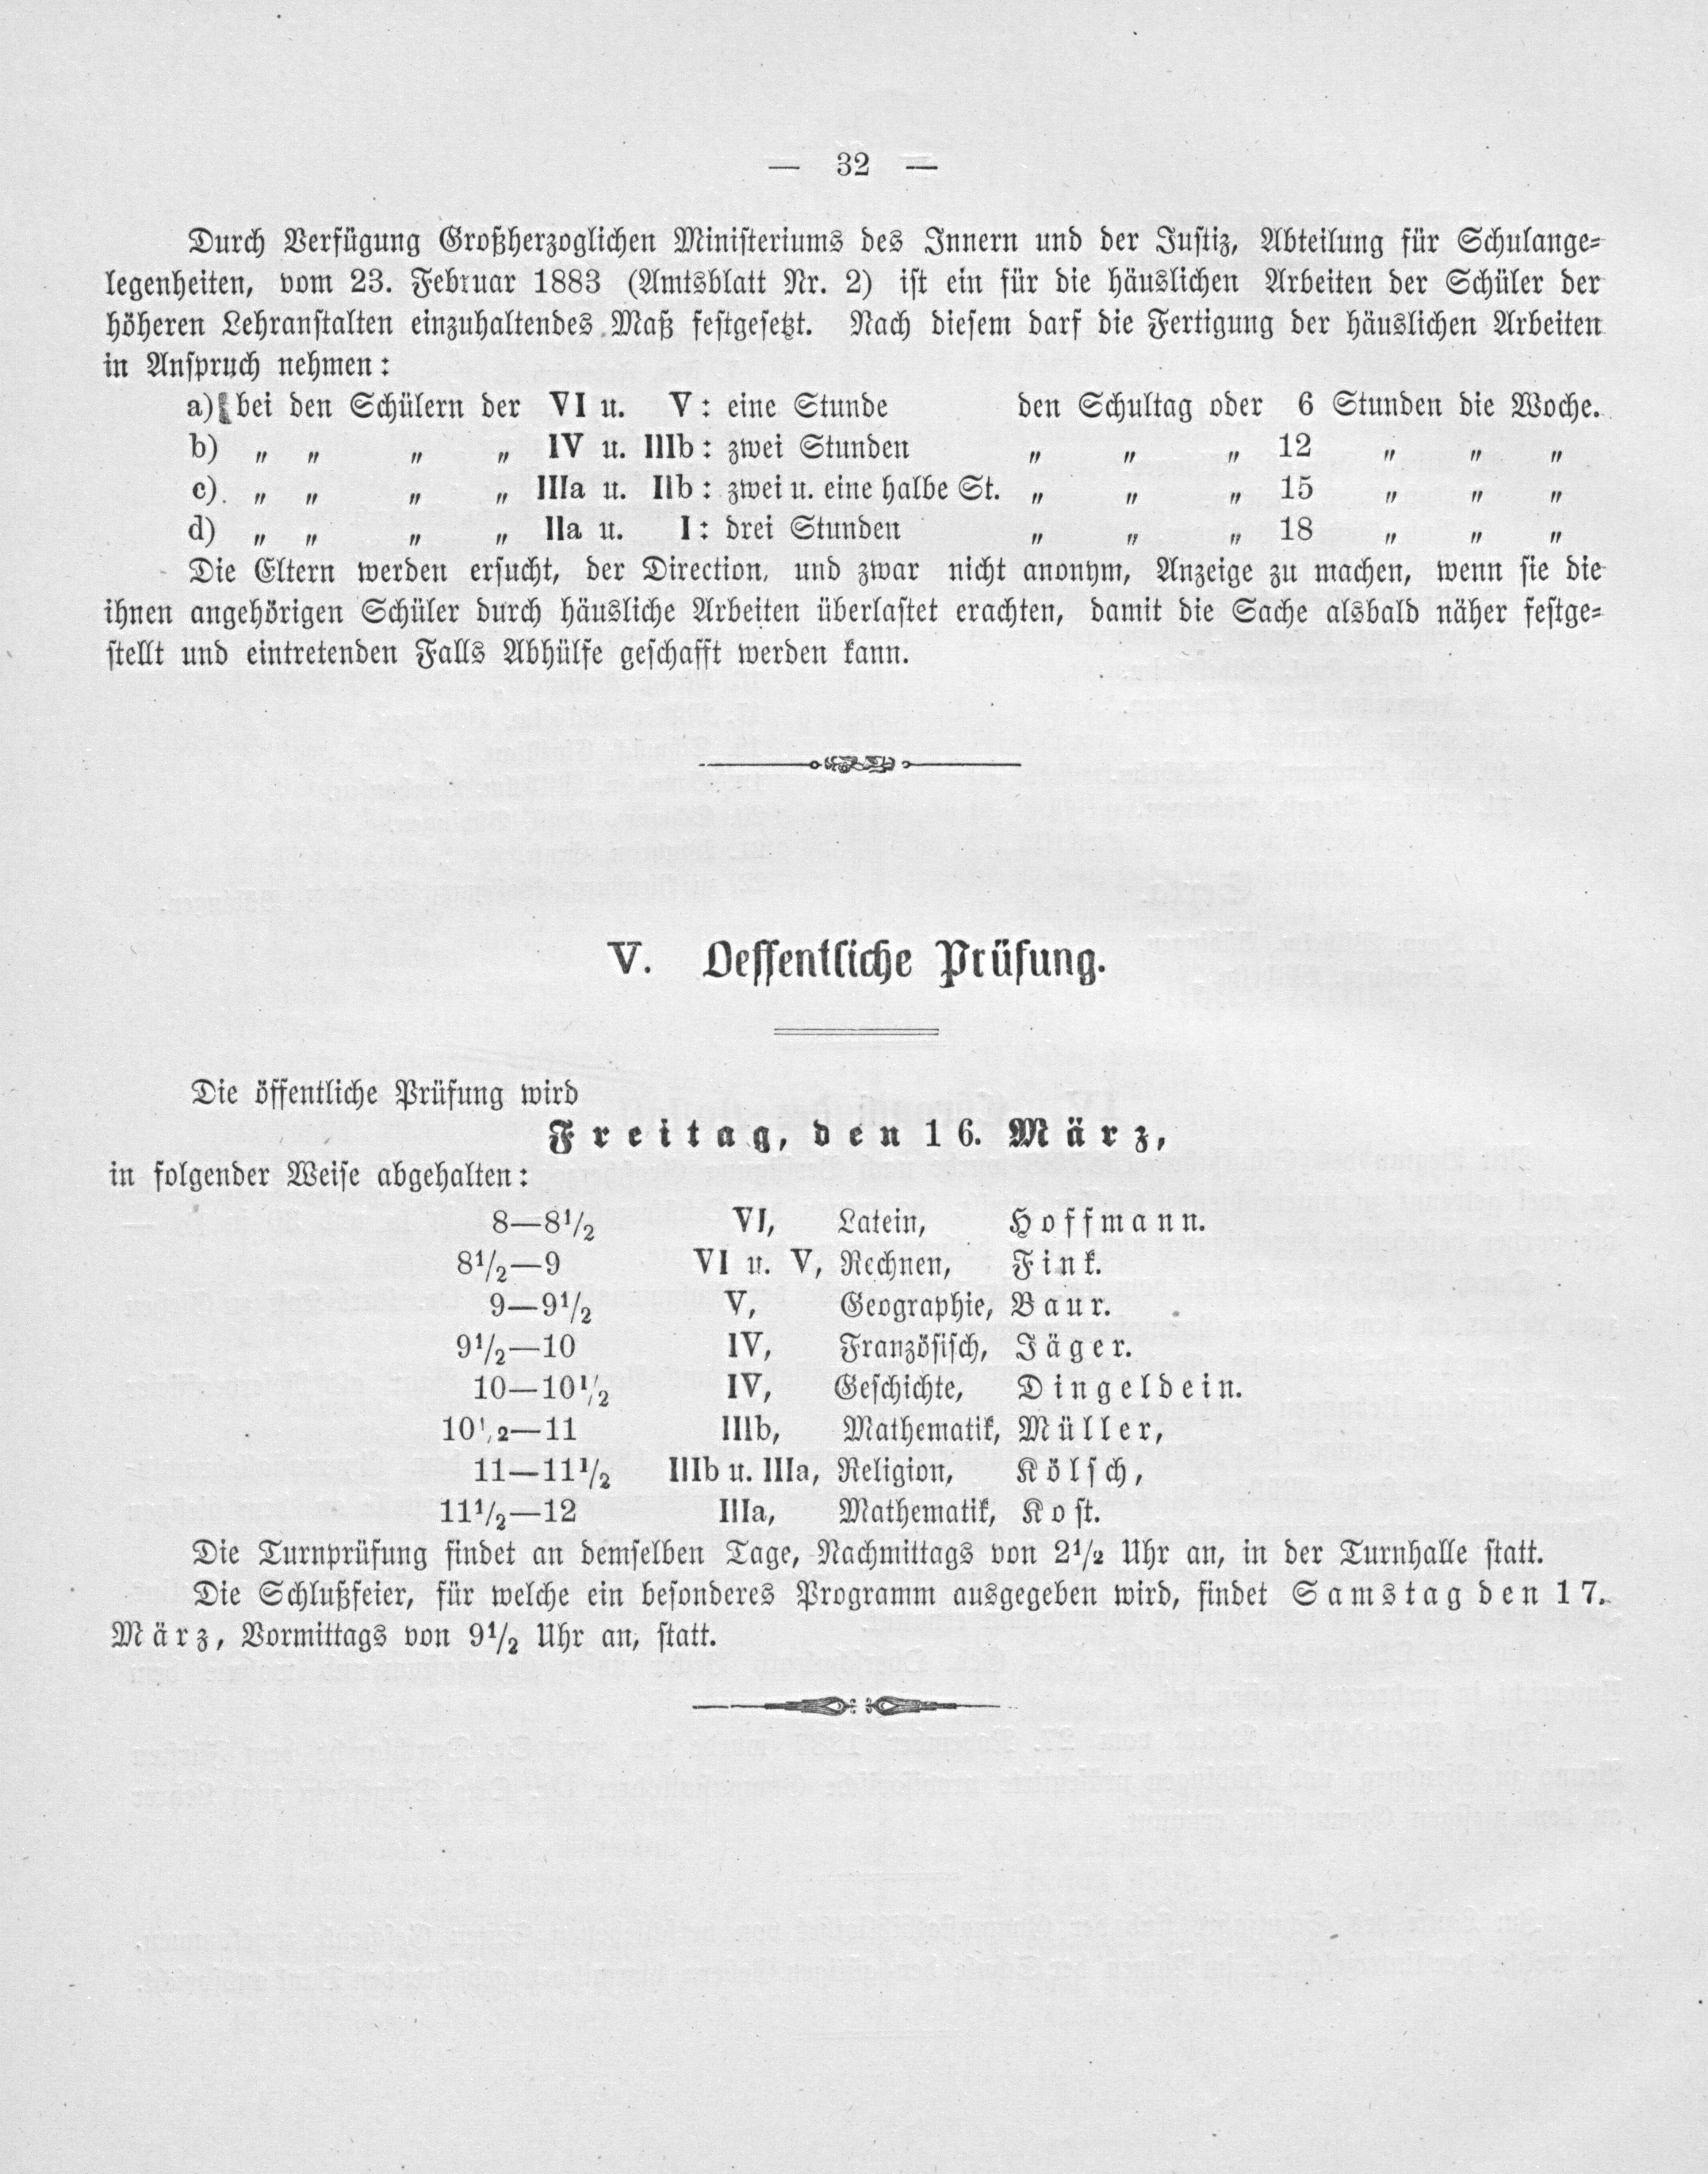 — 32 —
Durch Verfügung Großherzoglichen Ministeriums des Innern und der Justiz, Abteilung für Schulange-
legenheiten, vom 23. Februar 1883 (Amtsblatt Nr. 2) ist ein für die häuslichen Arbeiten der Schüler der
höheren Lehranstalten einzuhaltendes Maß festgesetzt. Nach diesem darf die Fertigung der häuslichen Arbeiten
in Anspruch nehmen:
a) bei den Schülern der VI u. V: eine Stunde den Schultag oder 6 Stunden die Woche.
b) „ „ „ „ IV u. IIIb: zwei Stunden „ „ „ 12 „ „ „
c) „ „ „ „ IIIa u. IIb: zwei u. eine halbe St. „ „ „ 15 „ „ „
d) „ „ „ „ IIa u. I: drei Stunden „ „ „ 18 „ „ „
Die Eltern werden ersucht, der Direction, und zwar nicht anonym, Anzeige zu machen, wenn sie die
ihnen angehörigen Schüler durch häusliche Arbeiten überlastet erachten, damit die Sache alsbald näher festge-
stellt und eintretenden Falls Abhülfe geschafft werden kann.
V. Oeffentliche Prüfung.
Die öffentliche Prüfung wird
Freitag, den 16. März,
in folgender Weise abgehalten:
8—8½ VI, Latein, Hoffmann.
8½—9 VI u. V, Rechnen, Fink.
9—9½ V, Geographie, Baur.
9½—10 IV, Französisch, Jäger.
10—10½ IV, Geschichte, Dingeldein.
10½—11 IIIb, Mathematik, Müller,
11—11½ IIIb u. IIIa, Religion, Kölsch,
11½—12 IIIa, Mathematik, Kost.
Die Turnprüfung findet an demselben Tage, Nachmittags von 2½ Uhr an, in der Turnhalle statt.
Die Schlußfeier, für welche ein besonderes Programm ausgegeben wird, findet Samstag den 17.
März, Vormittags von 9½ Uhr an, statt.